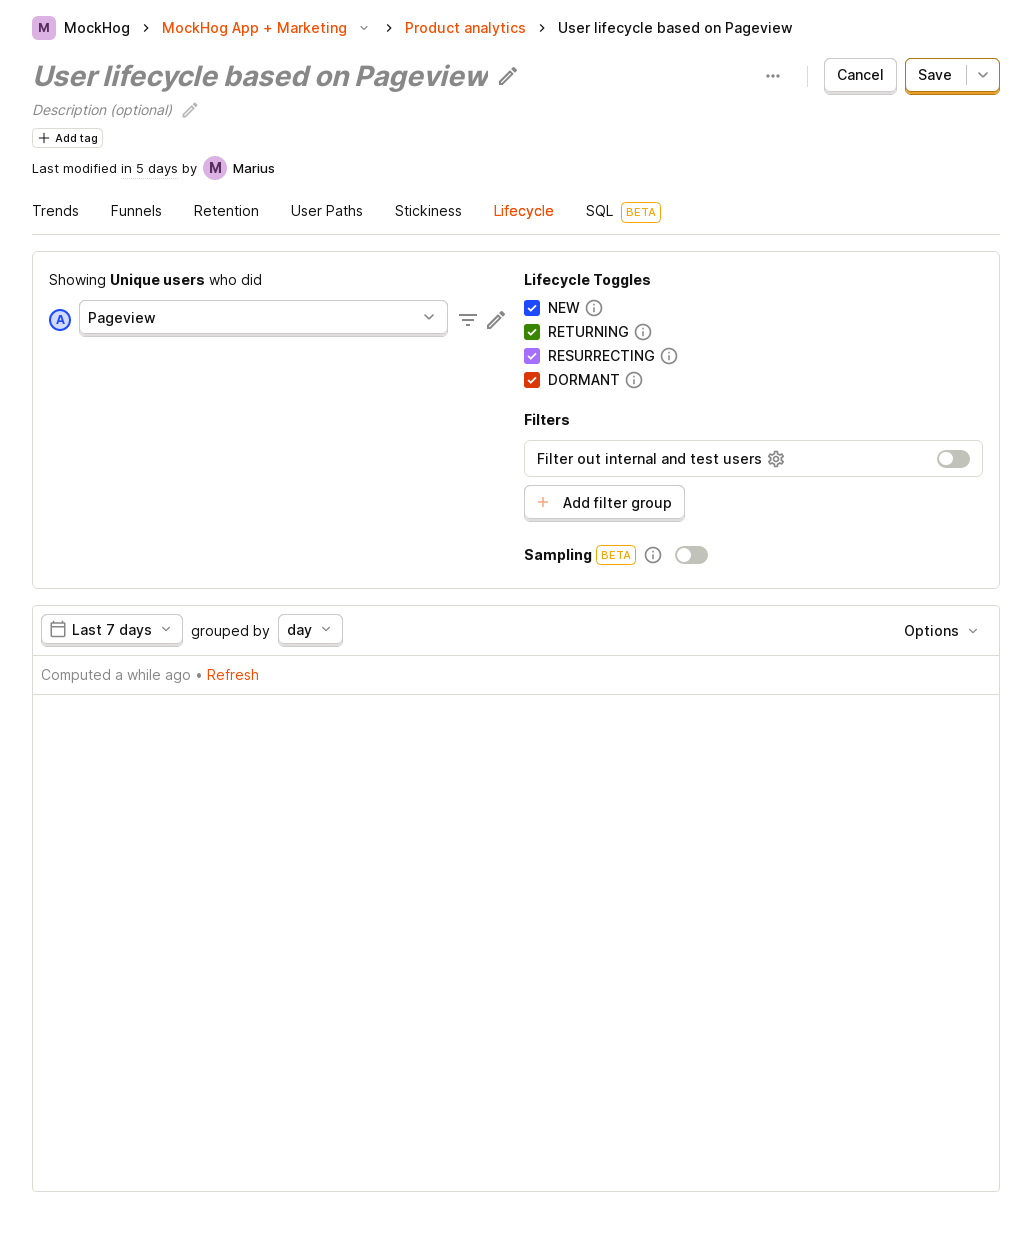 M MockHog MockHog App + Marketing Product analytics User lifecycle based on Pageview
User lifecycle based on Pageview
Cancel Save
Description (optional)
Add tag
Last modified in 5 days by M Marius
Trends Funnels Retention User Paths Stickiness Lifecycle SQL BETA
Showing Unique users who did
A Pageview
Lifecycle Toggles
NEW
RETURNING
RESURRECTING
DORMANT
Filters
Filter out internal and test users
Add filter group
Sampling BETA
Last 7 days grouped by day Options
Computed a while ago • Refresh